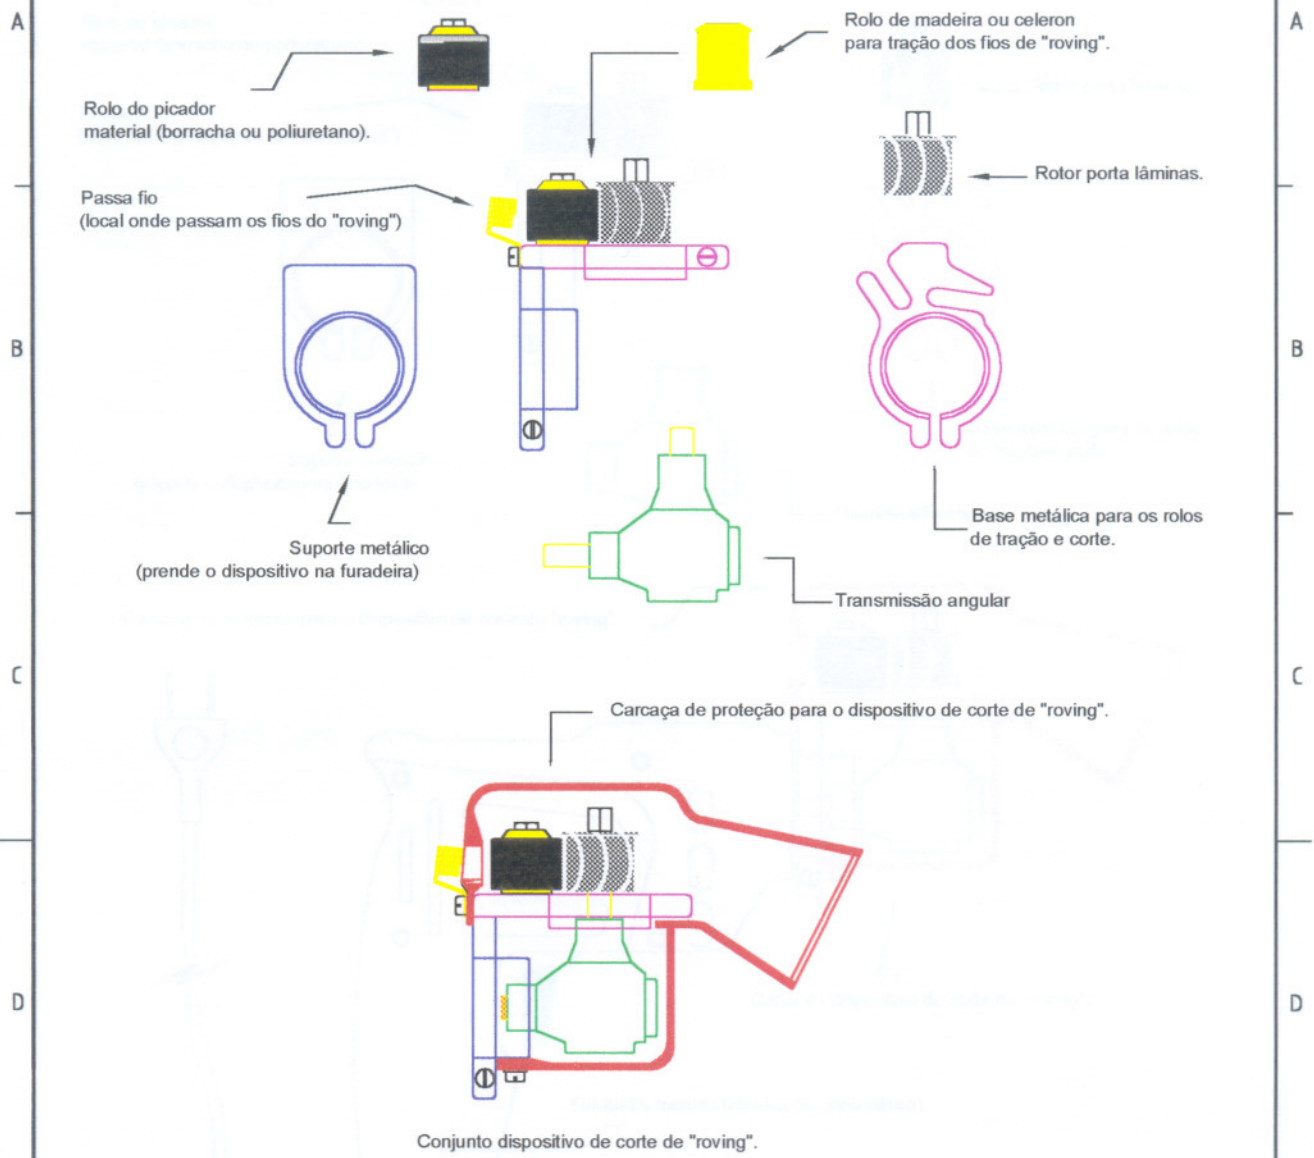 A
A
Rolo de madeira ou celeron
para tração dos fios de "roving".
Rolo do picador
material (borracha ou poliuretano).
Rotor porta lâminas.
Passa fio
(local onde passam os fios do "roving")
B
B
Base metálica para os rolos
de tração e corte.
Suporte metálico
(prende o dispositivo na furadeira)
Transmissão angular
C
C
Carcaça de proteção para o dispositivo de corte de "roving".
D
D
Conjunto dispositivo de corte de "roving".